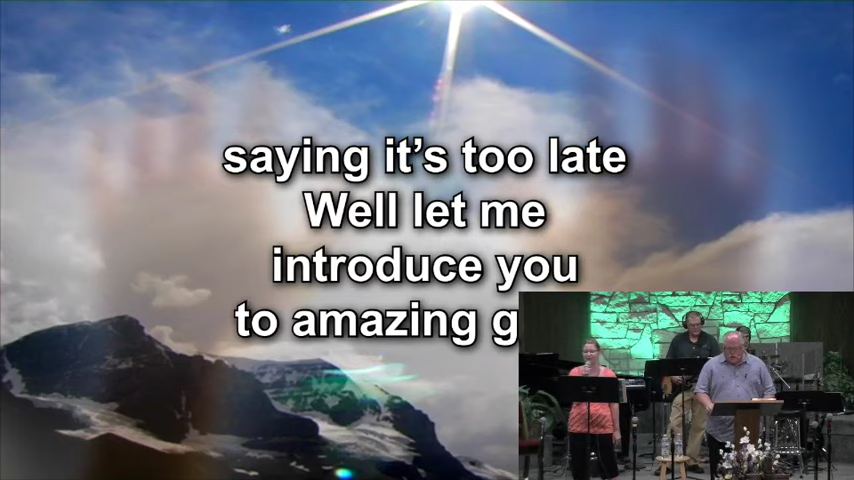 saying it's too late
Well let me
introduce you
to amazing